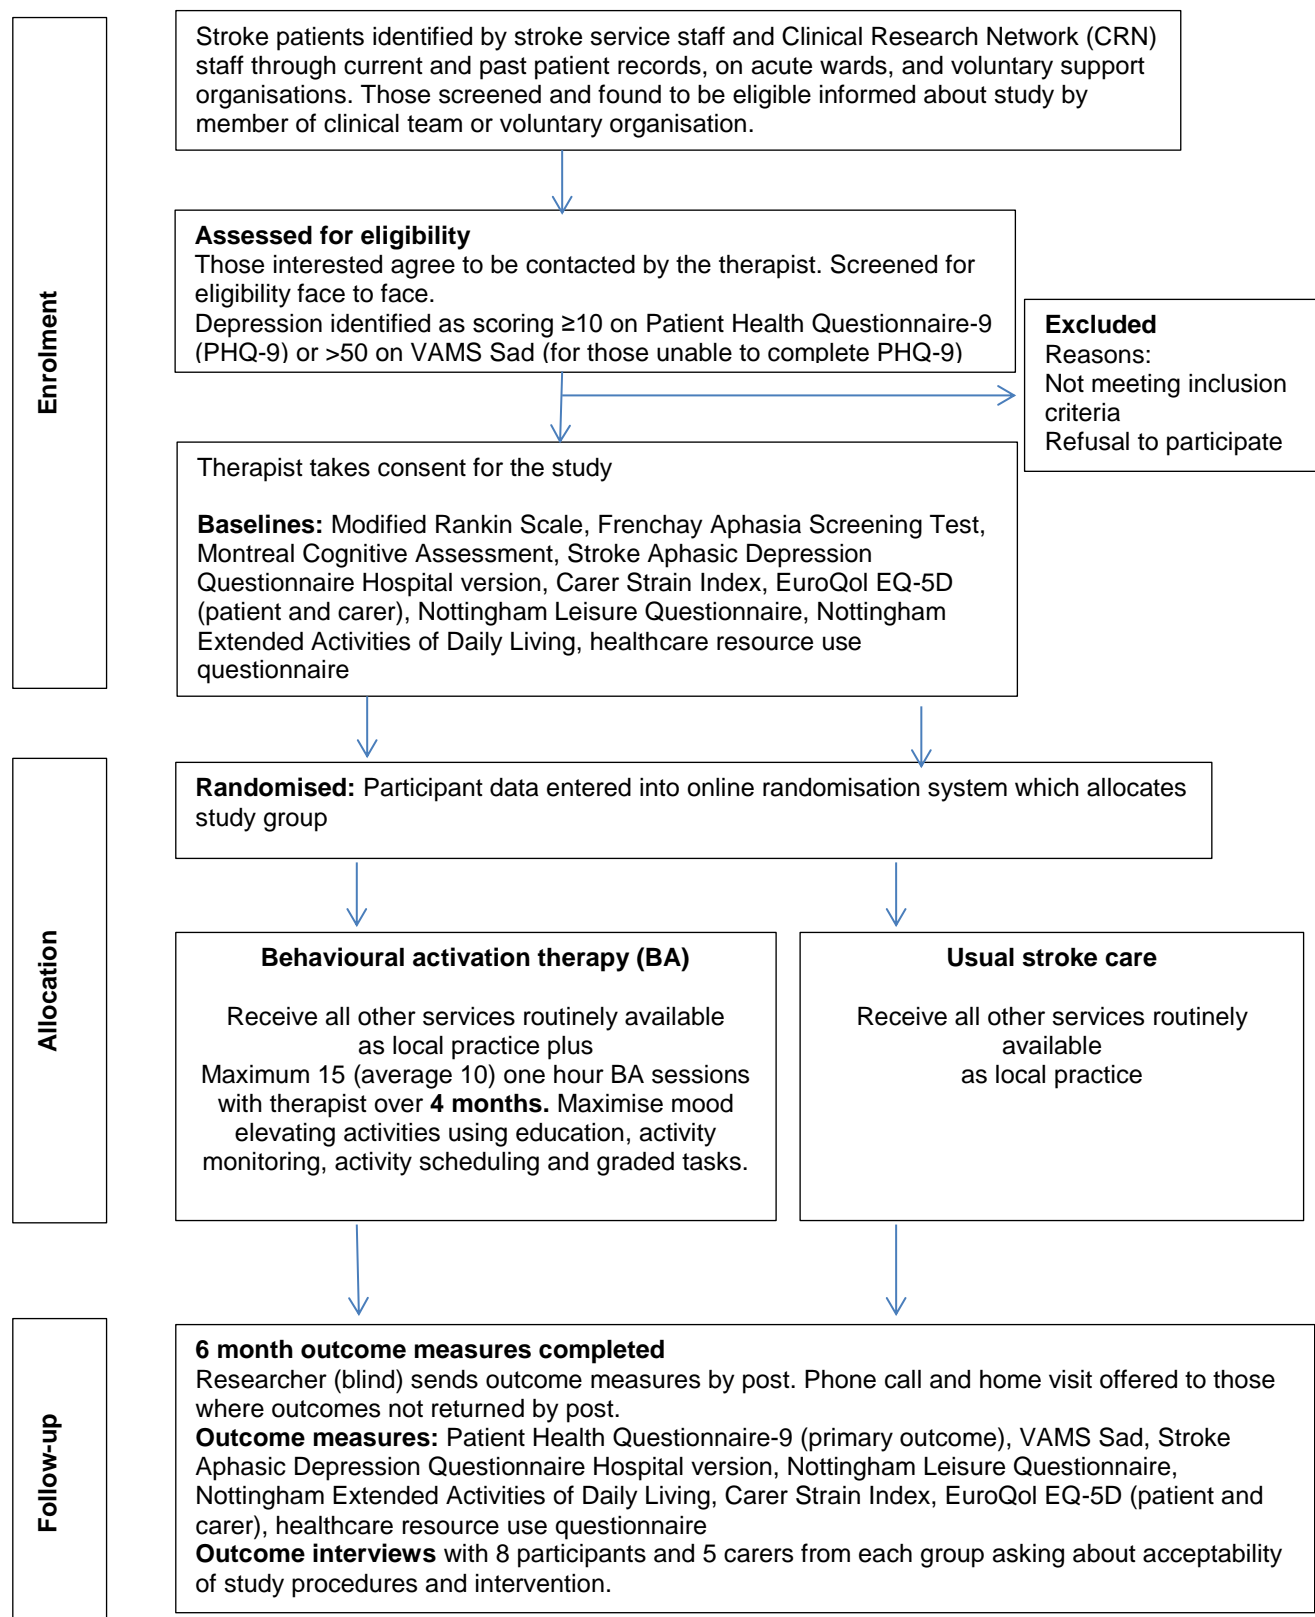 Enrolment
Stroke patients identified by stroke service staff and Clinical Research Network (CRN)
staff through current and past patient records, on acute wards, and voluntary support
organisations. Those screened and found to be eligible informed about study by
member of clinical team or voluntary organisation.
Assessed for eligibility
Those interested agree to be contacted by the therapist. Screened for
eligibility face to face.
Depression identified as scoring ≥10 on Patient Health Questionnaire-9
(PHQ-9) or >50 on VAMS Sad (for those unable to complete PHQ-9)
Excluded
Reasons:
Not meeting inclusion
criteria
Refusal to participate
Therapist takes consent for the study
Baselines: Modified Rankin Scale, Frenchay Aphasia Screening Test,
Montreal Cognitive Assessment, Stroke Aphasic Depression
Questionnaire Hospital version, Carer Strain Index, EuroQol EQ-5D
(patient and carer), Nottingham Leisure Questionnaire, Nottingham
Extended Activities of Daily Living, healthcare resource use
questionnaire
Allocation
Randomised: Participant data entered into online randomisation system which allocates
study group
Behavioural activation therapy (BA)
Receive all other services routinely available
as local practice plus
Maximum 15 (average 10) one hour BA sessions
with therapist over 4 months. Maximise mood
elevating activities using education, activity
monitoring, activity scheduling and graded tasks.
Usual stroke care
Receive all other services routinely
available
as local practice
Follow-up
6 month outcome measures completed
Researcher (blind) sends outcome measures by post. Phone call and home visit offered to those
where outcomes not returned by post.
Outcome measures: Patient Health Questionnaire-9 (primary outcome), VAMS Sad, Stroke
Aphasic Depression Questionnaire Hospital version, Nottingham Leisure Questionnaire,
Nottingham Extended Activities of Daily Living, Carer Strain Index, EuroQol EQ-5D (patient and
carer), healthcare resource use questionnaire
Outcome interviews with 8 participants and 5 carers from each group asking about acceptability
of study procedures and intervention.